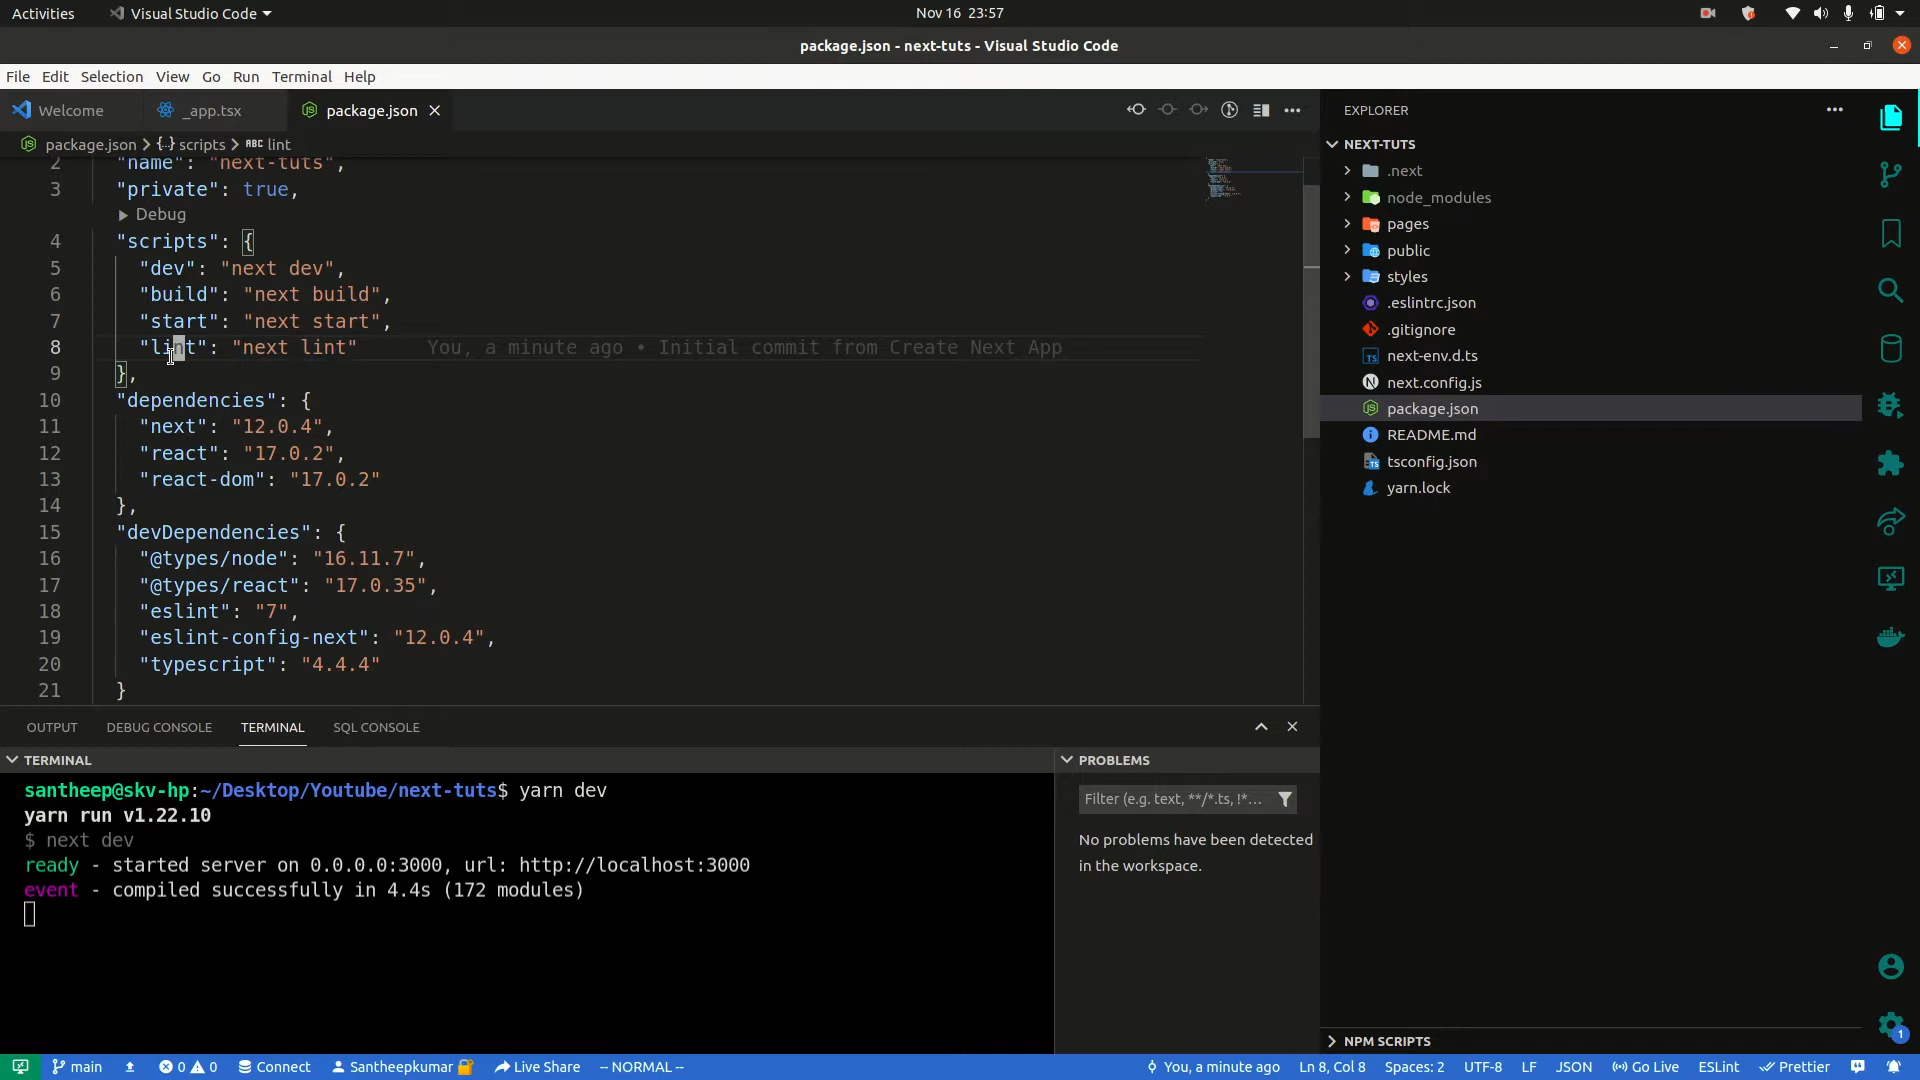 Activities
Visual Studio Code
Nov 16 23:57
package.json - next-tuts - Visual Studio Code
File Edit Selection View Go Run Terminal Help
Welcome
_app.tsx
package.json
package.json
{..} scripts
ABC lint
2 "name": "next-tuts",
3 "private": true,
Debug
4 "scripts": {
5 "dev": "next dev",
6 "build": "next build",
7 "start": "next start",
8 "lint": "next lint" You, a minute ago • Initial commit from Create Next App
9 },
10 "dependencies": {
11 "next": "12.0.4",
12 "react": "17.0.2",
13 "react-dom": "17.0.2"
14 },
15 "devDependencies": {
16 "@types/node": "16.11.7",
17 "@types/react": "17.0.35",
18 "eslint": "7",
19 "eslint-config-next": "12.0.4",
20 "typescript": "4.4.4"
21 }
OUTPUT DEBUG CONSOLE TERMINAL SQL CONSOLE
TERMINAL
santheep@skv-hp:~/Desktop/Youtube/next-tuts$ yarn dev
yarn run v1.22.10
$ next dev
ready - started server on 0.0.0.0:3000, url: http://localhost:3000
event - compiled successfully in 4.4s (172 modules)
PROBLEMS
Filter (e.g. text, **/*.ts, !*...
No problems have been detected
in the workspace.
EXPLORER
NEXT-TUTS
.next
node_modules
pages
public
styles
.eslintrc.json
.gitignore
next-env.d.ts
next.config.js
package.json
README.md
tsconfig.json
yarn.lock
NPM SCRIPTS
1
main
0 0
Connect
Santheepkumar
Live Share
-- NORMAL --
You, a minute ago
Ln 8, Col 8
Spaces: 2
UTF-8
LF
JSON
Go Live
ESLint
Prettier